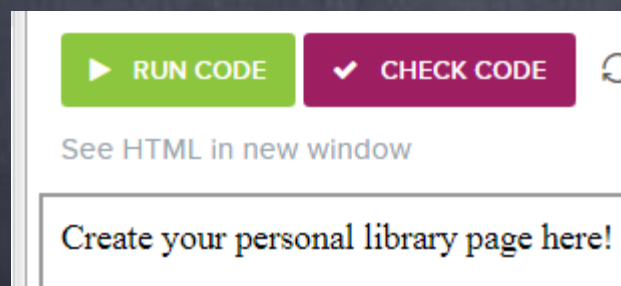 RUN CODE CHECK CODE
See HTML in new window
Create your personal library page here!